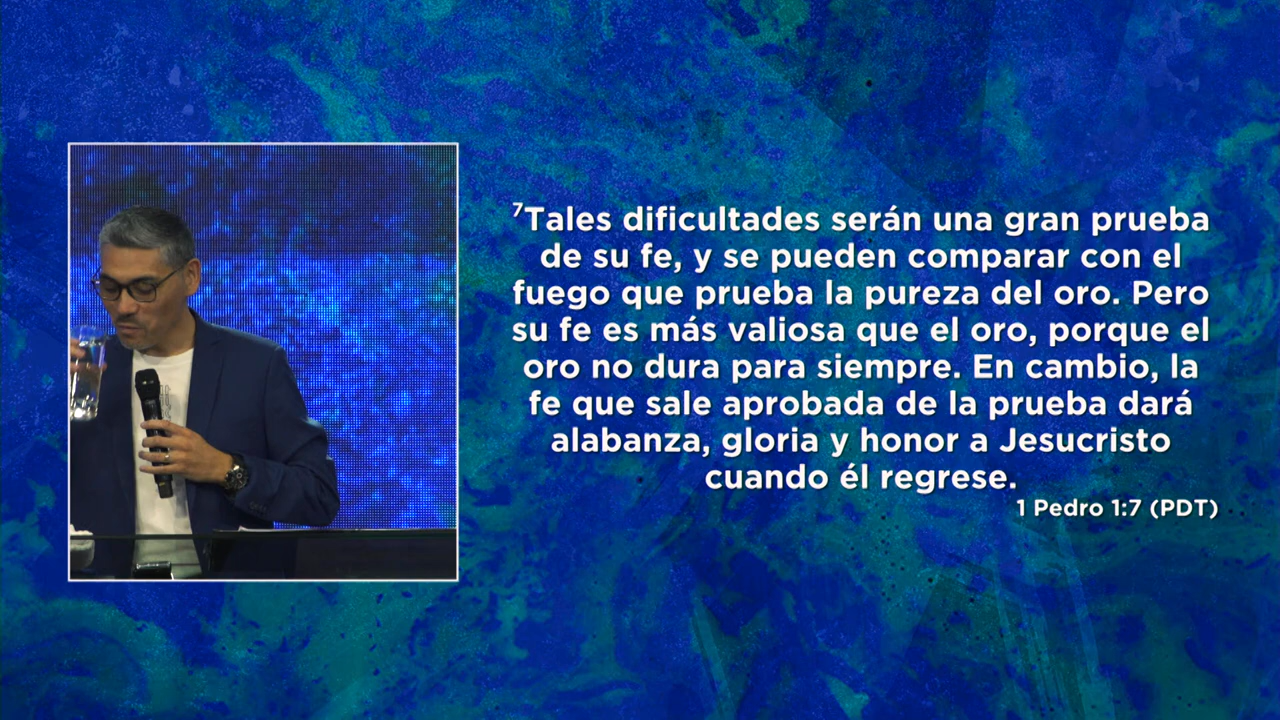 ⁷Tales dificultades serán una gran prueba
de su fe, y se pueden comparar con el
fuego que prueba la pureza del oro. Pero
su fe es más valiosa que el oro, porque el
oro no dura para siempre. En cambio, la
fe que sale aprobada de la prueba dará
alabanza, gloria y honor a Jesucristo
cuando él regrese.
1 Pedro 1:7 (PDT)